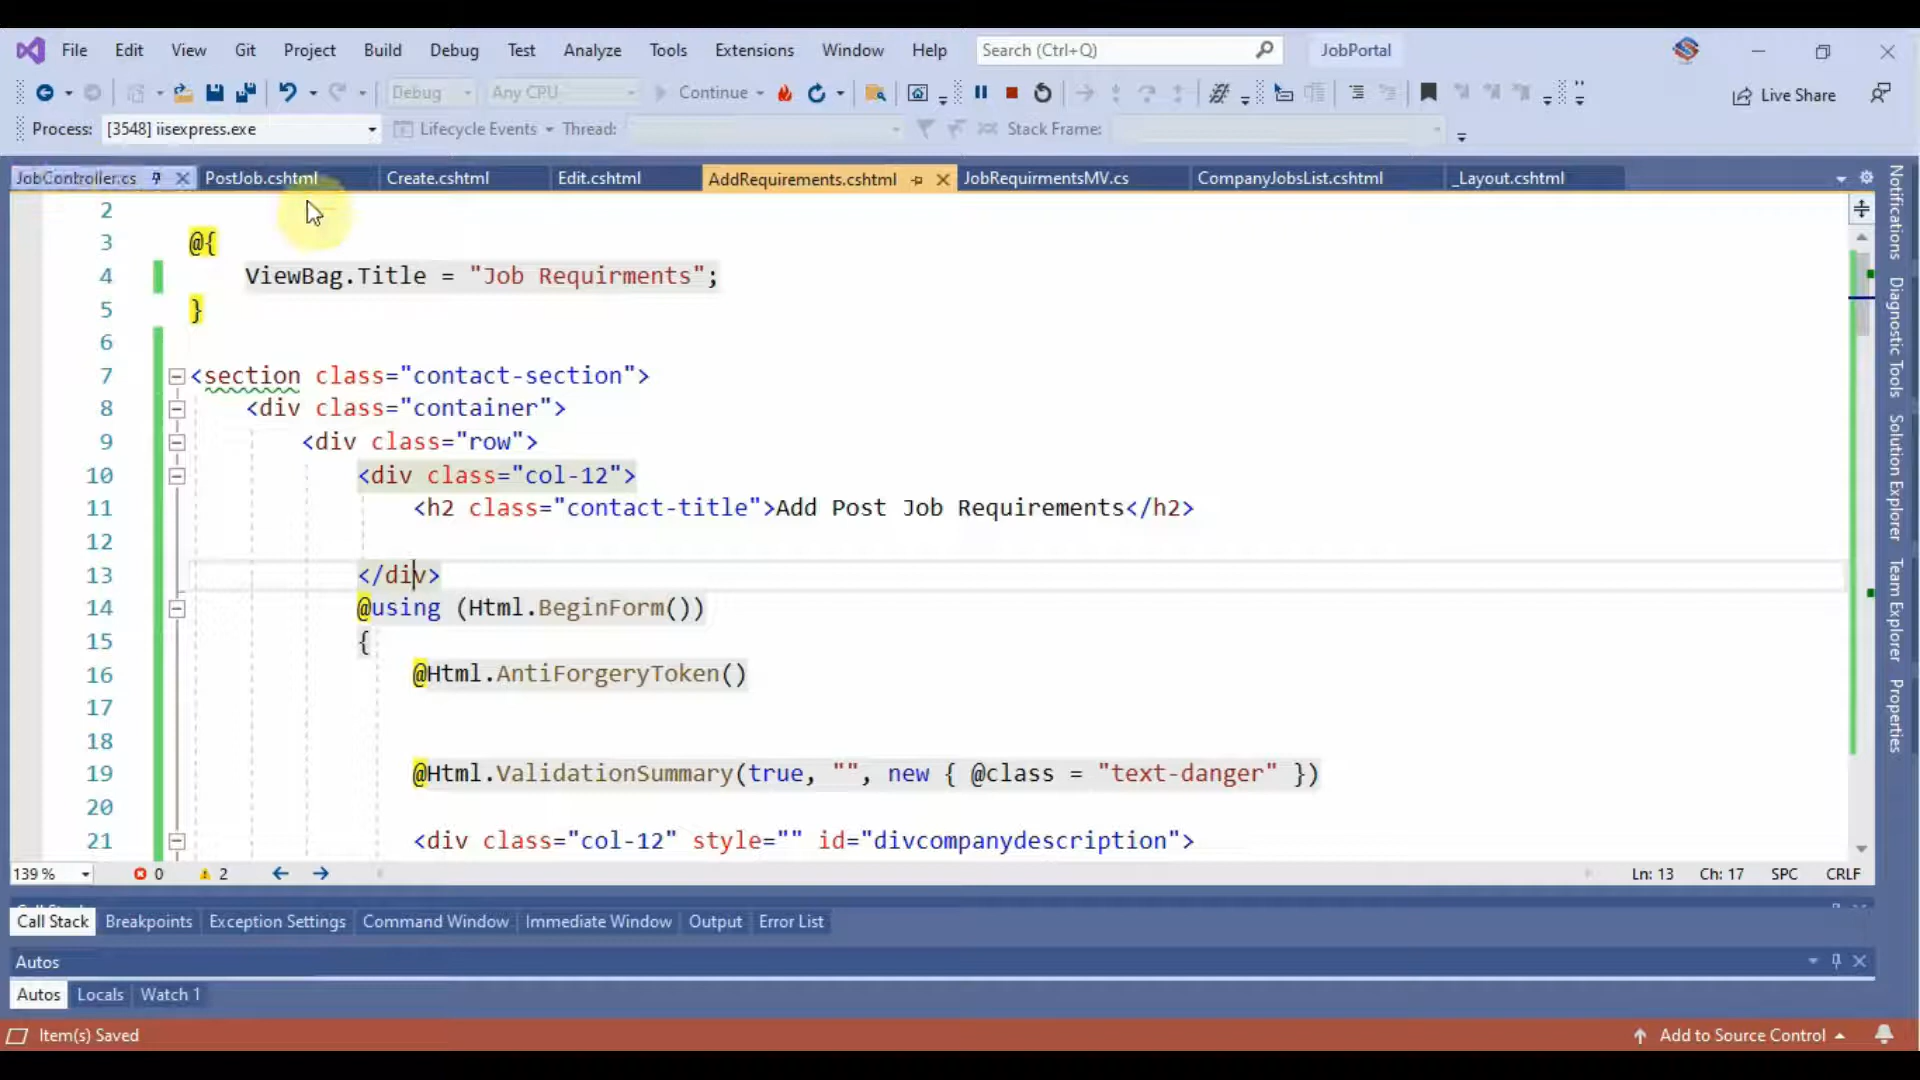 File Edit View Git Project Build Debug Test Analyze Tools Extensions Window Help Search (Ctrl+Q) JobPortal
Debug Any CPU Continue Live Share
Process: [3548] iisexpress.exe Lifecycle Events Thread: Stack Frame:
JobController.cs PostJob.cshtml Create.cshtml Edit.cshtml AddRequirements.cshtml JobRequirmentsMV.cs CompanyJobsList.cshtml _Layout.cshtml
2
3 @{
4 ViewBag.Title = "Job Requirments";
5 }
6
7 <section class="contact-section">
8 <div class="container">
9 <div class="row">
10 <div class="col-12">
11 <h2 class="contact-title">Add Post Job Requirements</h2>
12
13 </div>
14 @using (Html.BeginForm())
15 {
16 @Html.AntiForgeryToken()
17
18
19 @Html.ValidationSummary(true, "", new { @class = "text-danger" })
20
21 <div class="col-12" style="" id="divcompanydescription">
139 % 0 2 Ln: 13 Ch: 17 SPC CRLF
Call Stack Breakpoints Exception Settings Command Window Immediate Window Output Error List
Autos
Autos Locals Watch 1
Item(s) Saved Add to Source Control
Notifications
Diagnostic Tools
Solution Explorer
Team Explorer
Properties